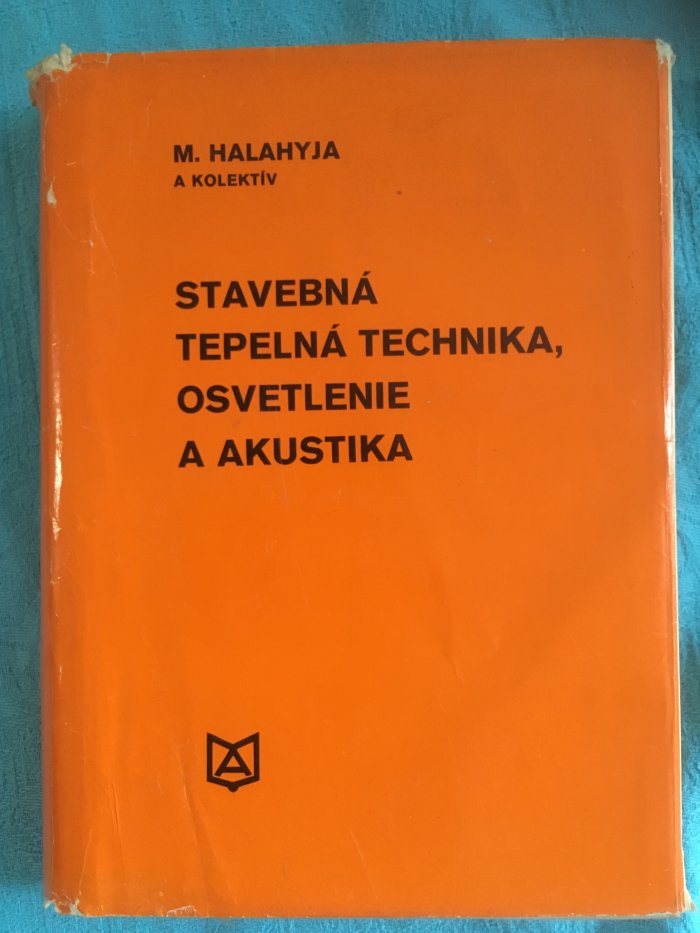 M. HALAHYJA
A KOLEKTÍV
STAVEBNÁ
TEPELNÁ TECHNIKA,
OSVETLENIE
A AKUSTIKA
A